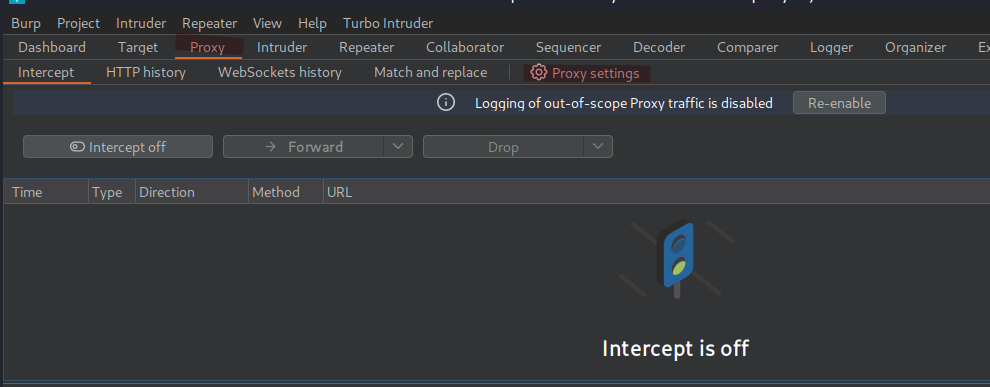 Burp Project Intruder Repeater View Help Turbo Intruder
Dashboard Target Proxy Intruder Repeater Collaborator Sequencer Decoder Comparer Logger Organizer
Intercept HTTP history WebSockets history Match and replace Proxy settings
Logging of out-of-scope Proxy traffic is disabled Re-enable
Intercept off Forward Drop
Time Type Direction Method URL
Intercept is off